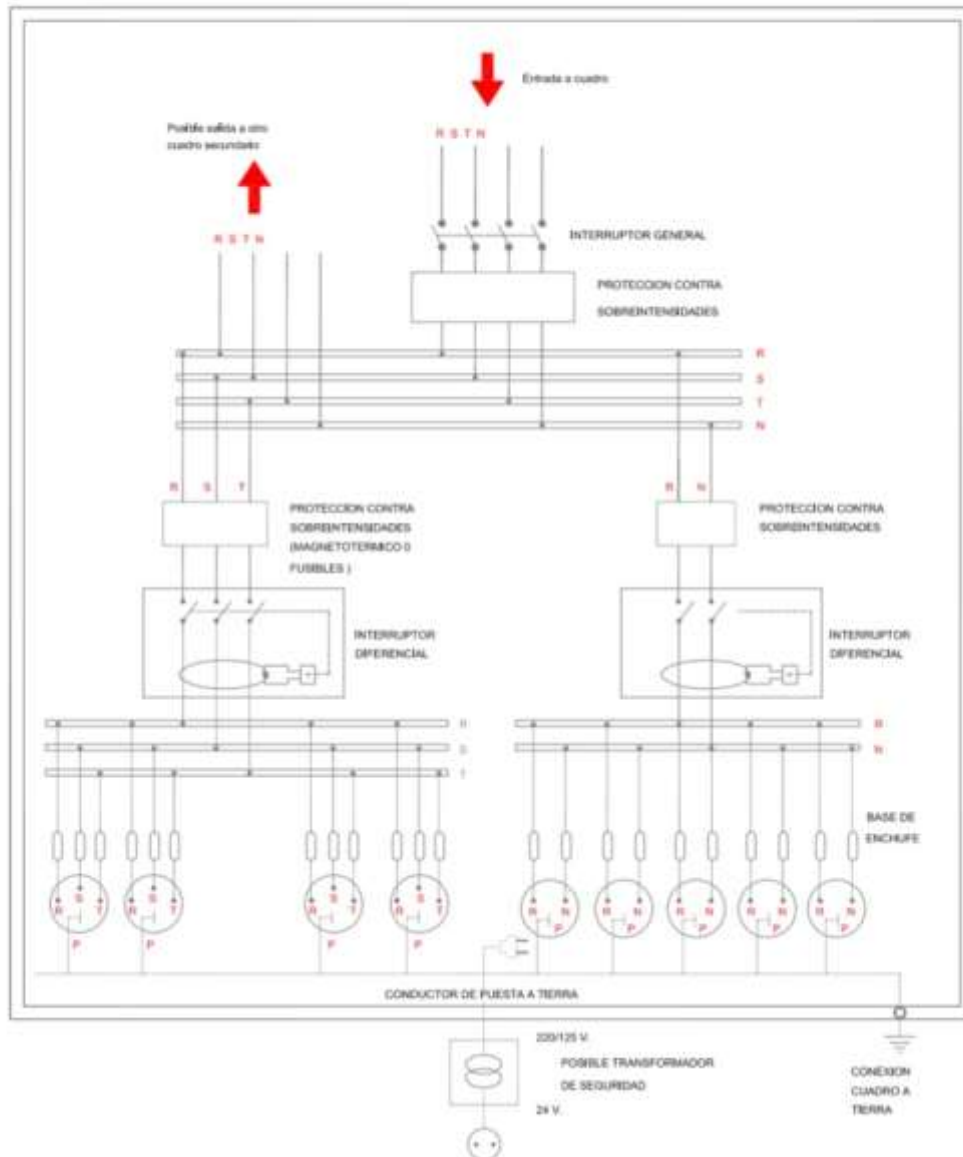 Entrada a cuadro
Posible salida a otro
cuadro secundario
R S T N
R S T N
INTERRUPTOR GENERAL
PROTECCION CONTRA
SOBREINTENSIDADES
R
S
T
N
R S T
R N
PROTECCION CONTRA
SOBREINTENSIDADES
(MAGNETOTERMICO 0
FUSIBLES )
PROTECCION CONTRA
SOBREINTENSIDADES
INTERRUPTOR
DIFERENCIAL
INTERRUPTOR
DIFERENCIAL
R
S
T
R
N
BASE DE
ENCHUFE
S S S S
R T R T R T R T R N R N R N R N R N
P P P P P P P P P
CONDUCTOR DE PUESTA A TIERRA
220/125 V.
POSIBLE TRANSFORMADOR
DE SEGURIDAD
24 V.
CONEXION
CUADRO A
TIERRA